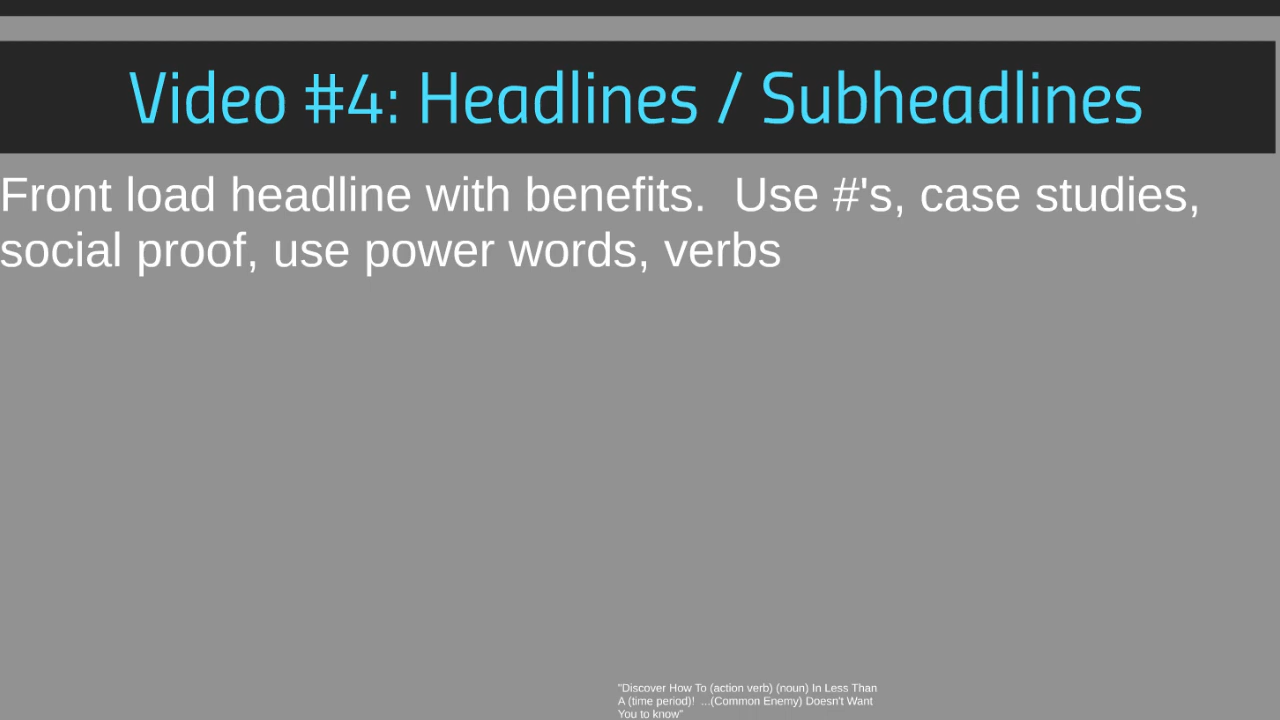 Video #4: Headlines / Subheadlines
Front load headline with benefits.  Use #'s, case studies,
social proof, use power words, verbs
"Discover How To (action verb) (noun) In Less Than
A (time period)!  ...(Common Enemy) Doesn't Want
You to know"